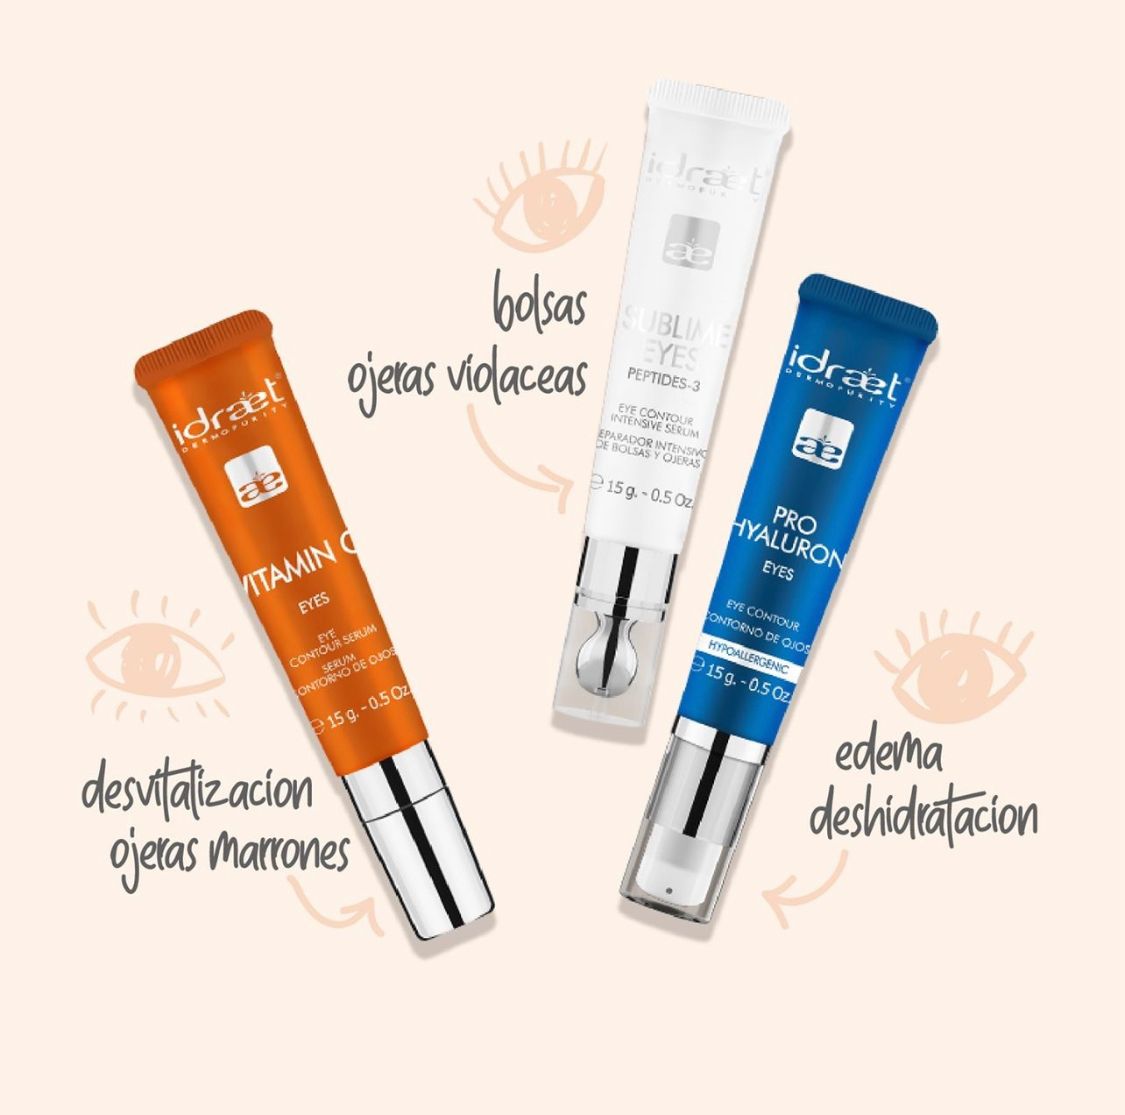 idraet
DERMOPURITY
æ
SUBLIME
EYES
PEPTIDES-3
EYE CONTOUR
INTENSIVE SERUM
EPARADOR INTENSIVO
DE BOLSAS Y OJERAS
℮ 15 g. - 0.5 Oz.
bolsas
ojeras violaceas
idraet
DERMOPURITY
æ
VITAMIN C
EYES
EYE
CONTOUR SERUM
SERUM
CONTORNO DE OJOS
℮ 15 g. - 0.5 Oz.
desvitalizacion
ojeras marrones
idraet®
DERMOPURITY
æ
PRO
HYALURON
EYES
EYE CONTOUR
CONTORNO DE OJOS
HYPOALLERGENIC
℮ 15 g. - 0.5 Oz.
edema
deshidratacion